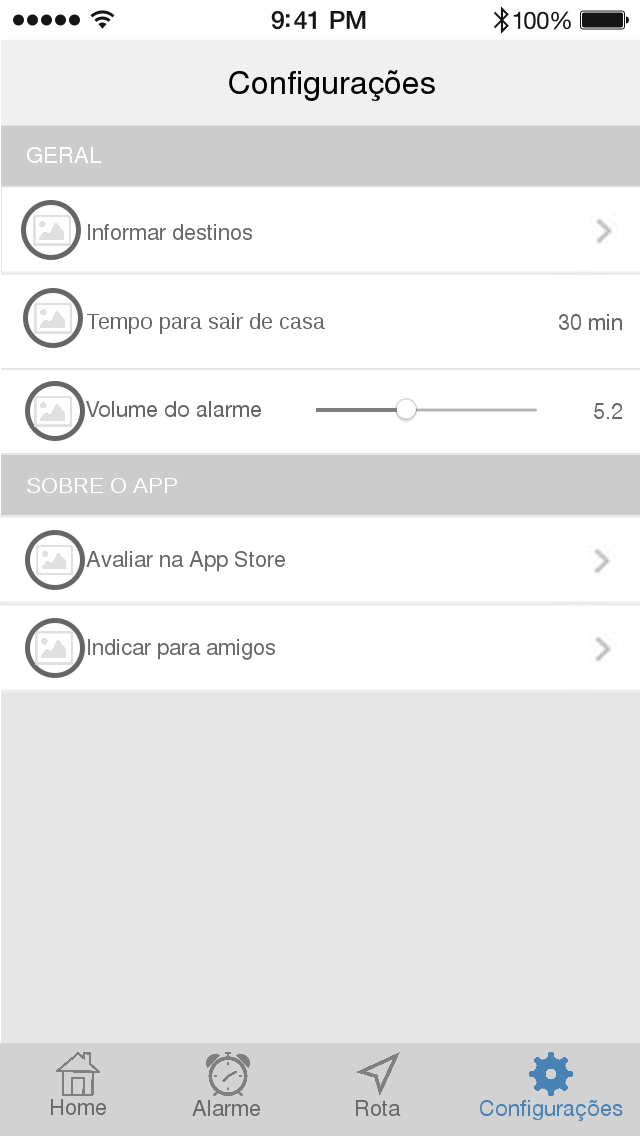 9:41 PM 100%
Configurações
GERAL
Informar destinos
Tempo para sair de casa 30 min
Volume do alarme 5.2
SOBRE O APP
Avaliar na App Store
Indicar para amigos
Home Alarme Rota Configurações